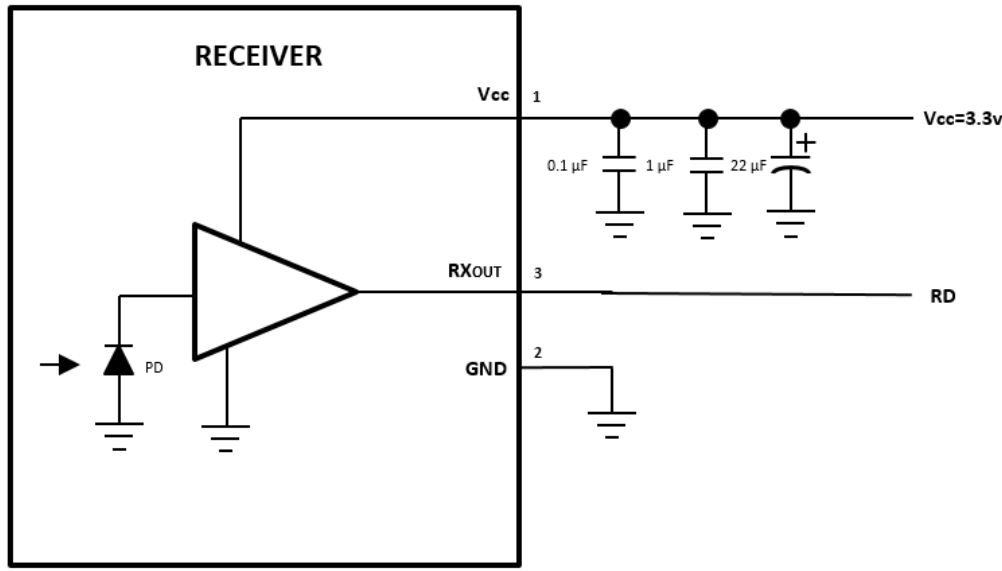 RECEIVER
Vcc
1
Vcc=3.3v
+
0.1 µF
1 µF
22 µF
RXOUT
3
RD
2
GND
PD